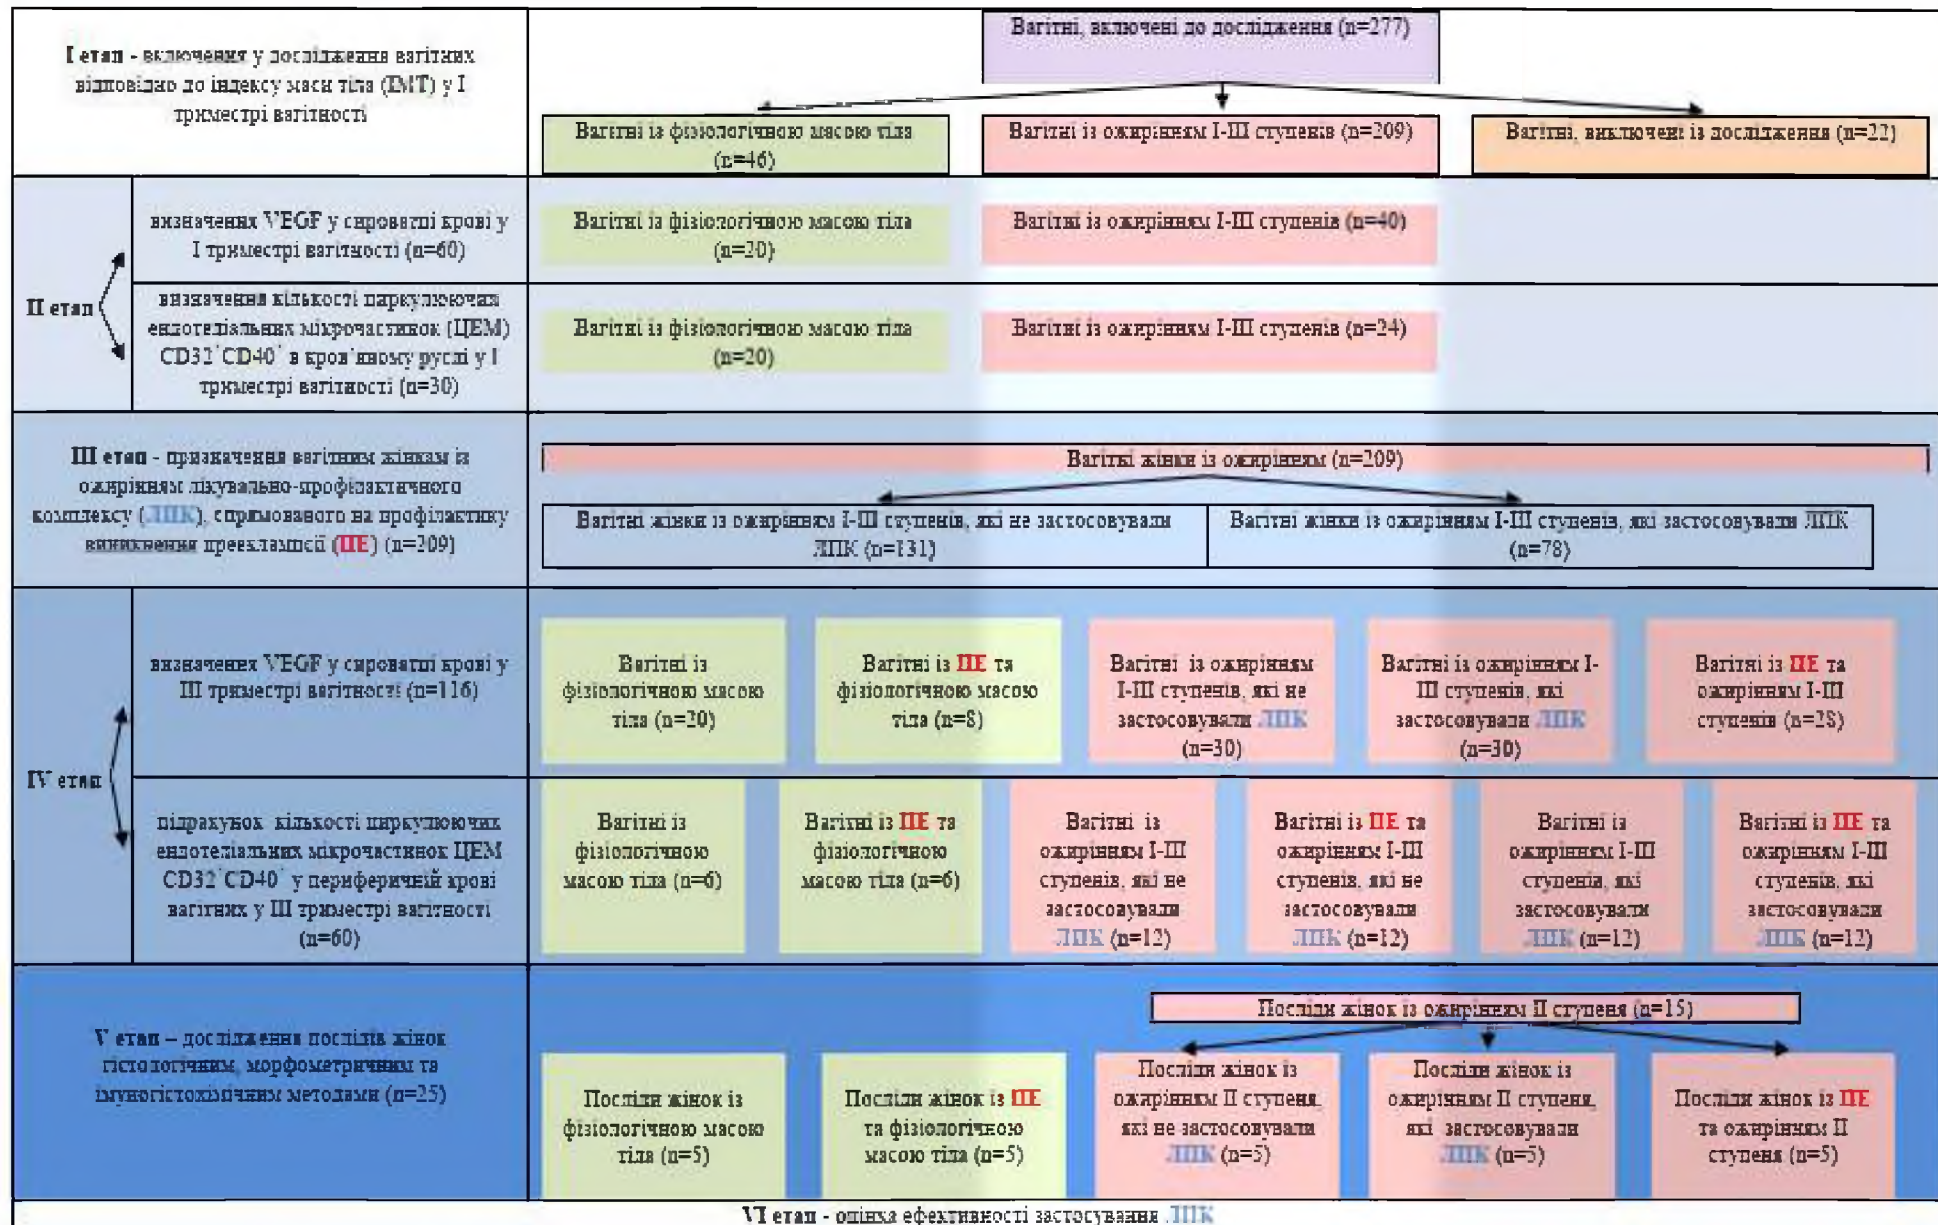 Вагітні, включені до дослідження (n=277)
I етап - включення у дослідження вагітних
відповідно до індексу маси тіла (ІМТ) у І
триместрі вагітності
Вагітні із фізіологічною масою тіла
(n=46)
Вагітні із ожирінням І-ІІІ ступенів (n=209)
Вагітні, виключені із дослідження (n=22)
II етап
визначення VEGF у сироватці крові у
І триместрі вагітності (n=60)
Вагітні із фізіологічною масою тіла
(n=20)
Вагітні із ожирінням І-ІІІ ступенів (n=40)
визначення кількості циркулюючих
ендотеліальних мікрочастинок (ЦЕМ)
CD32⁺CD40⁺ в кров'яному руслі у І
триместрі вагітності (n=30)
Вагітні із фізіологічною масою тіла
(n=20)
Вагітні із ожирінням І-ІІІ ступенів (n=24)
III етап - призначення вагітним жінкам із
ожирінням лікувально-профілактичного
комплексу (ЛПК), спрямованого на профілактику
виникнення прееклампсії (ПЕ) (n=209)
Вагіткі жінки із ожирінням (n=209)
Вагітні жінки із ожирінням І-ІІІ ступенів, які не застосовували
ЛПК (n=131)
Вагітні жінки із ожирінням І-ІІІ ступенів, які застосовували ЛПК
(n=78)
IV етап
визначення VEGF у сироватці крові у
ІІІ триместрі вагітності (n=116)
Вагітні із
фізіологічною масою
тіла (n=20)
Вагітні із ПЕ та
фізіологічною масою
тіла (n=8)
Вагітні із ожирінням
І-ІІІ ступенів, які не
застосовували ЛПК
(n=30)
Вагітні із ожирінням І-
ІІІ ступенів, які
застосовували ЛПК
(n=30)
Вагітні із ПЕ та
ожирінням І-ІІІ
ступенів (n=28)
підрахунок кількості циркулюючих
ендотеліальних мікрочастинок ЦЕМ
CD32⁺CD40⁺ у периферичній крові
вагітних у ІІІ триместрі вагітності
(n=60)
Вагітні із
фізіологічною
масою тіла (n=6)
Вагітні із ПЕ та
фізіологічною
масою тіла (n=6)
Вагітні із
ожирінням І-ІІІ
ступенів, які не
застосовували
ЛПК (n=12)
Вагітні із ПЕ та
ожирінням І-ІІІ
ступенів, які не
застосовували
ЛПК (n=12)
Вагітні із
ожирінням І-ІІІ
ступенів, які
застосовували
ЛПК (n=12)
Вагітні із ПЕ та
ожирінням І-ІІІ
ступенів, які
застосовували
ЛПК (n=12)
V етап – дослідження послідів жінок
гістологічним, морфометричним та
імуногістохімічним методами (n=25)
Посліди жінок із ожирінням ІІ ступеня (n=15)
Посліди жінок із
фізіологічною масою
тіла (n=5)
Посліди жінок із ПЕ
та фізіологічною
масою тіла (n=5)
Посліди жінок із
ожирінням ІІ ступеня,
які не застосовували
ЛПК (n=5)
Посліди жінок із
ожирінням ІІ ступеня,
які застосовували
ЛПК (n=5)
Посліди жінок із ПЕ
та ожирінням ІІ
ступеня (n=5)
VI етап - оцінка ефективності застосування ЛПК